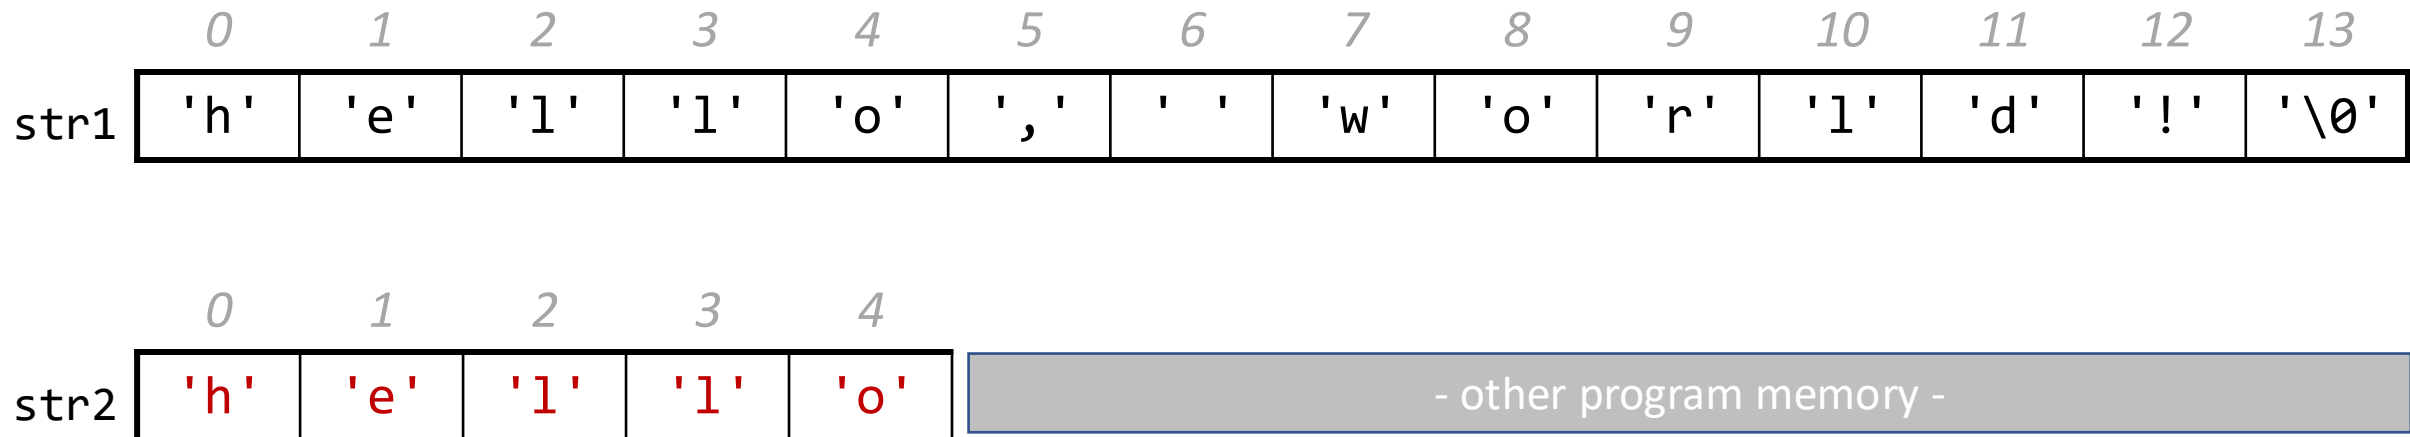 0 1 2 3 4 5 6 7 8 9 10 11 12 13
str1 'h' 'e' 'l' 'l' 'o' ',' ' ' 'w' 'o' 'r' 'l' 'd' '!' '\0'
0 1 2 3 4
str2 'h' 'e' 'l' 'l' 'o' - other program memory -